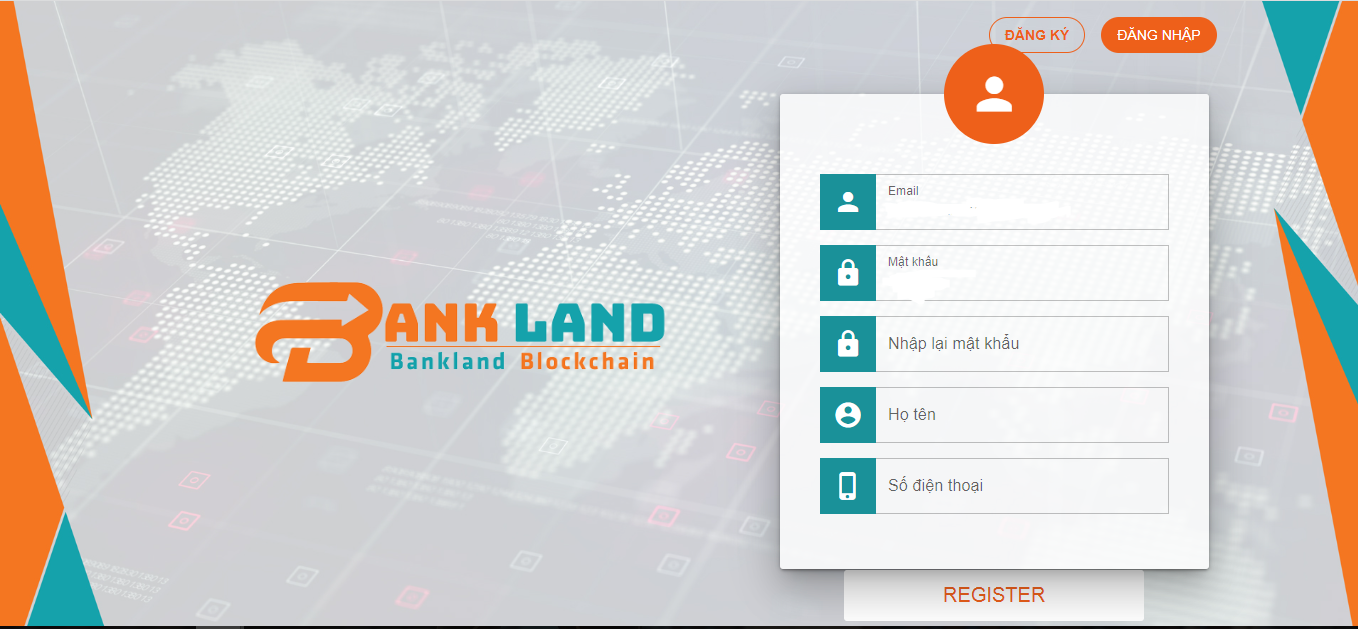 ĐĂNG KÝ
ĐĂNG NHẬP
Email
Mật khẩu
Nhập lại mật khẩu
Họ tên
Số điện thoại
REGISTER
BANK LAND
Bankland Blockchain